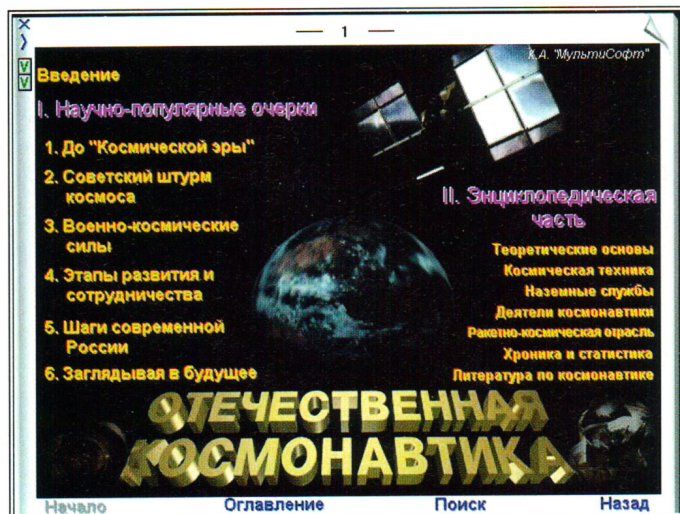 1
К.А. "МультиСофт"
Введение
I. Научно-популярные очерки
1. До "Космической эры"
2. Советский штурм
космоса
3. Военно-космические
силы
4. Этапы развития и
сотрудничества
5. Шаги современной
России
6. Заглядывая в будущее
II. Энциклопедическая
часть
Теоретические основы
Космическая техника
Наземные службы
Деятели космонавтики
Ракетно-космическая отрасль
Хроника и статистика
Литература по космонавтике
ОТЕЧЕСТВЕННАЯ
КОСМОНАВТИКА
Начало Оглавление Поиск Назад